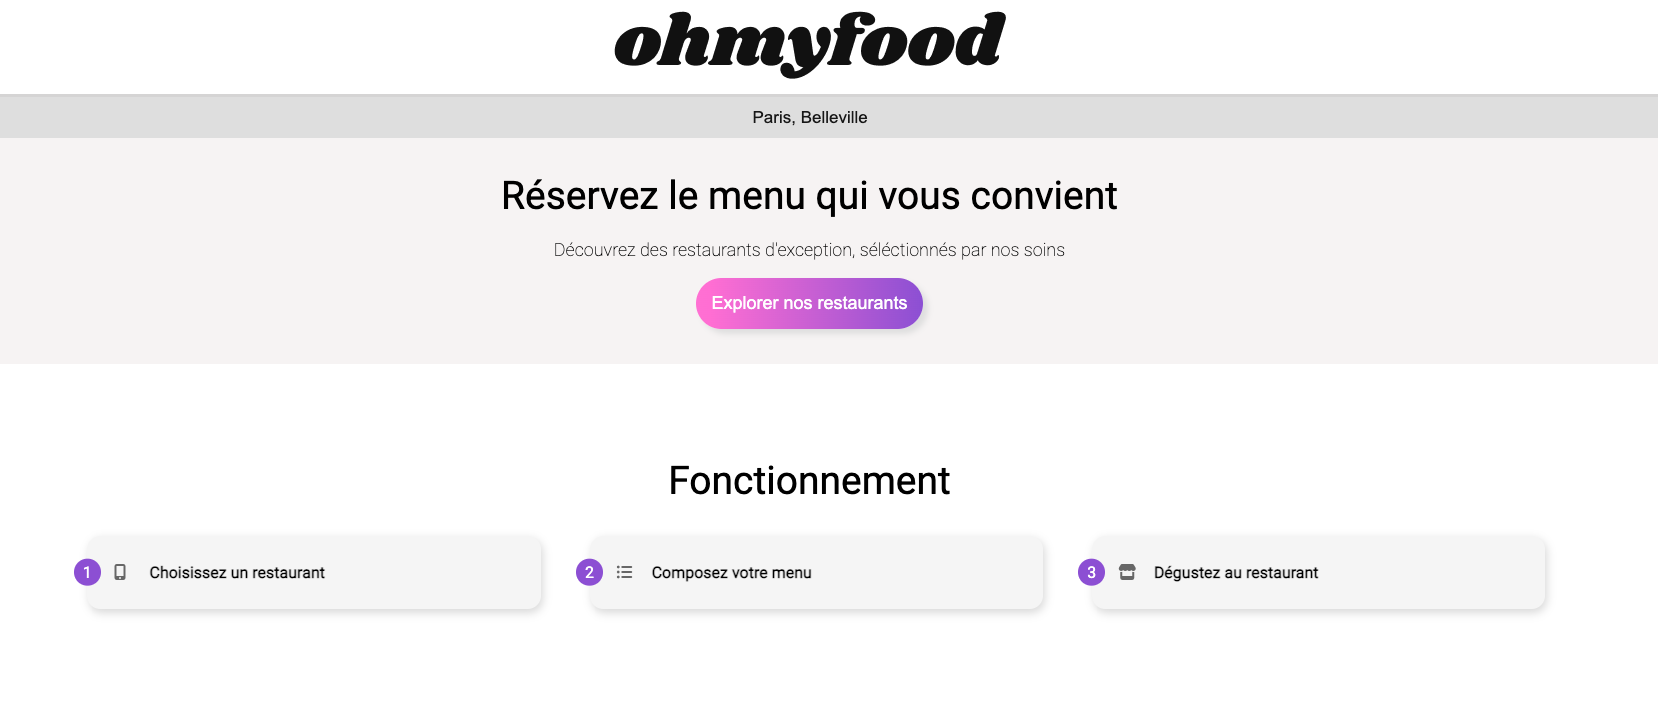 ohmyfood
Paris, Belleville
Réservez le menu qui vous convient
Découvrez des restaurants d'exception, séléctionnés par nos soins
Explorer nos restaurants
Fonctionnement
1 Choisissez un restaurant
2 Composez votre menu
3 Dégustez au restaurant